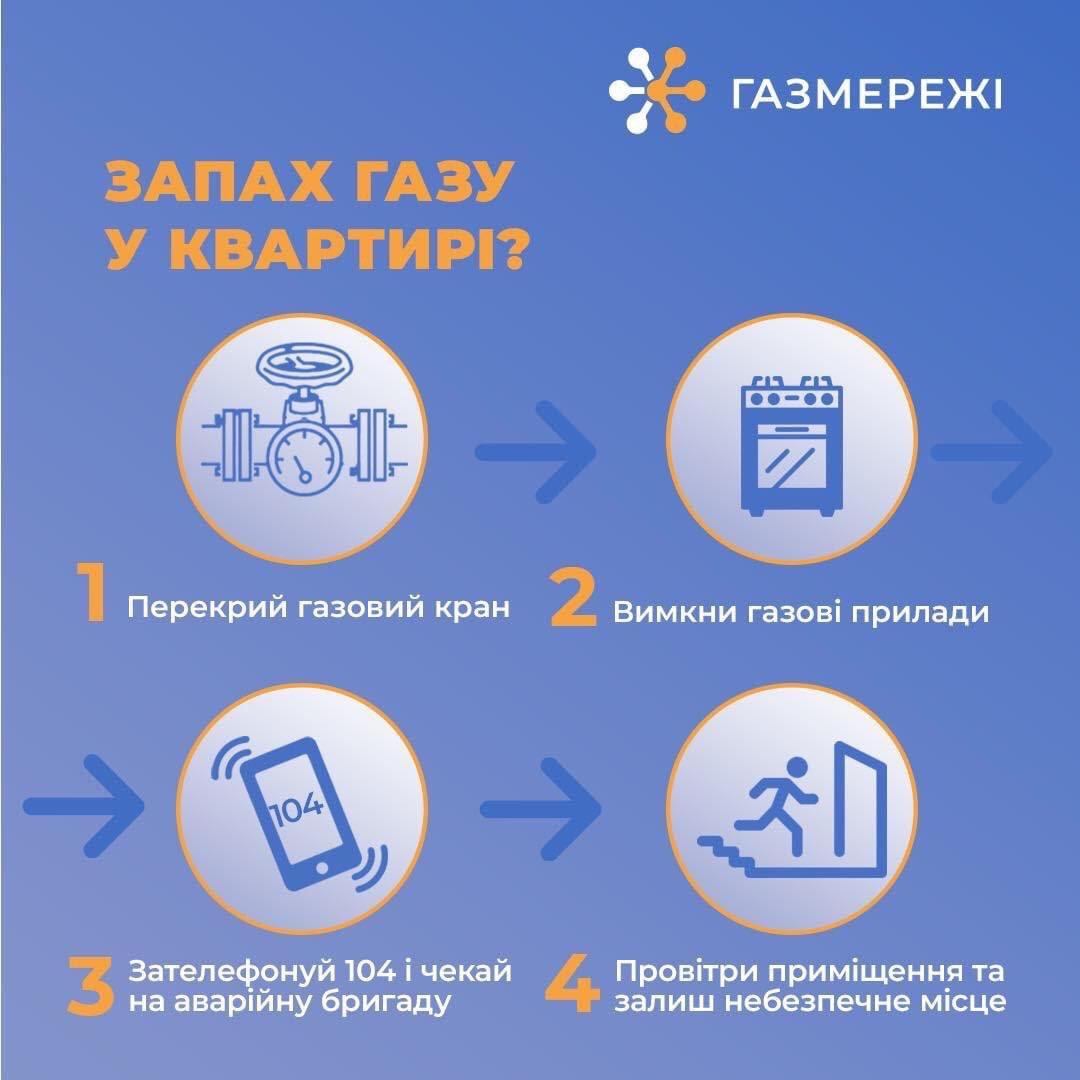 ГАЗМЕРЕЖІ
ЗАПАХ ГАЗУ
У КВАРТИРІ?
1 Перекрий газовий кран
2 Вимкни газові прилади
104
3 Зателефонуй 104 і чекай
на аварійну бригаду
4 Провітри приміщення та
залиш небезпечне місце